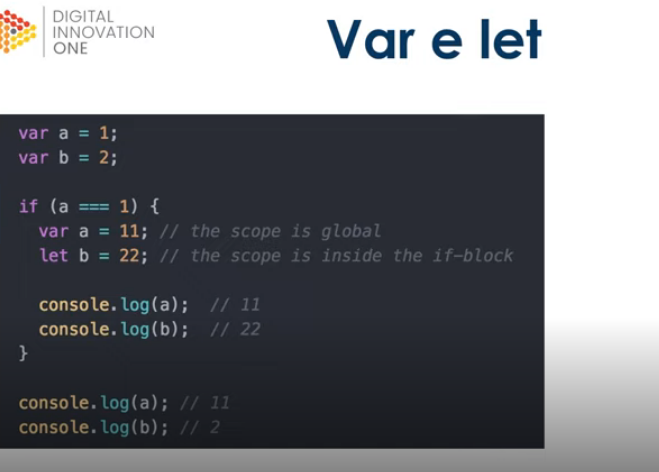 DIGITAL
INNOVATION
ONE
Var e let
var a = 1;
var b = 2;
if (a === 1) {
var a = 11; // the scope is global
let b = 22; // the scope is inside the if-block
console.log(a); // 11
console.log(b); // 22
}
console.log(a); // 11
console.log(b); // 2